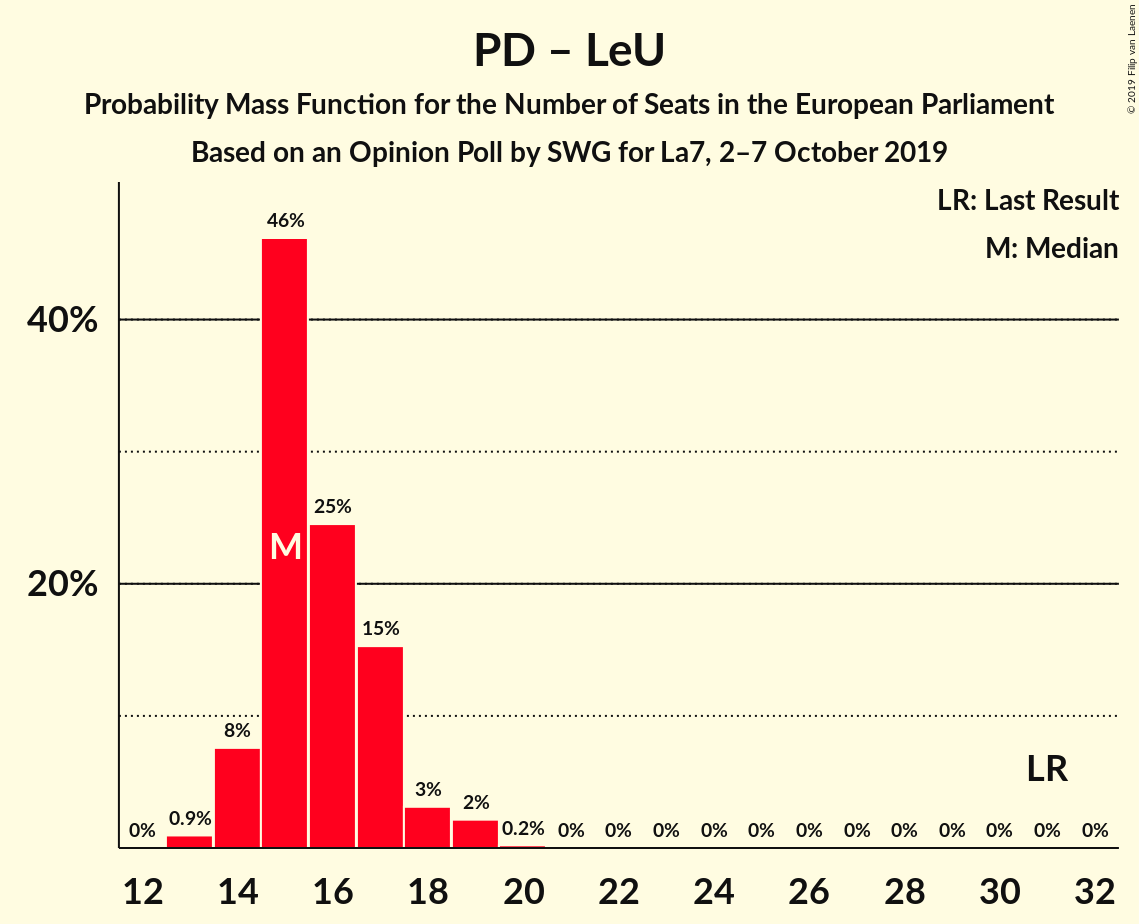 PD – LeU
Probability Mass Function for the Number of Seats in the European Parliament
Based on an Opinion Poll by SWG for La7, 2–7 October 2019
© 2019 Filip van Laenen
LR: Last Result
M: Median
46%
40%
25%
M
20%
15%
8%
LR
3%
2%
0% 0.9% 0.2% 0% 0% 0% 0% 0% 0% 0% 0% 0% 0% 0% 0%
12 14 16 18 20 22 24 26 28 30 32